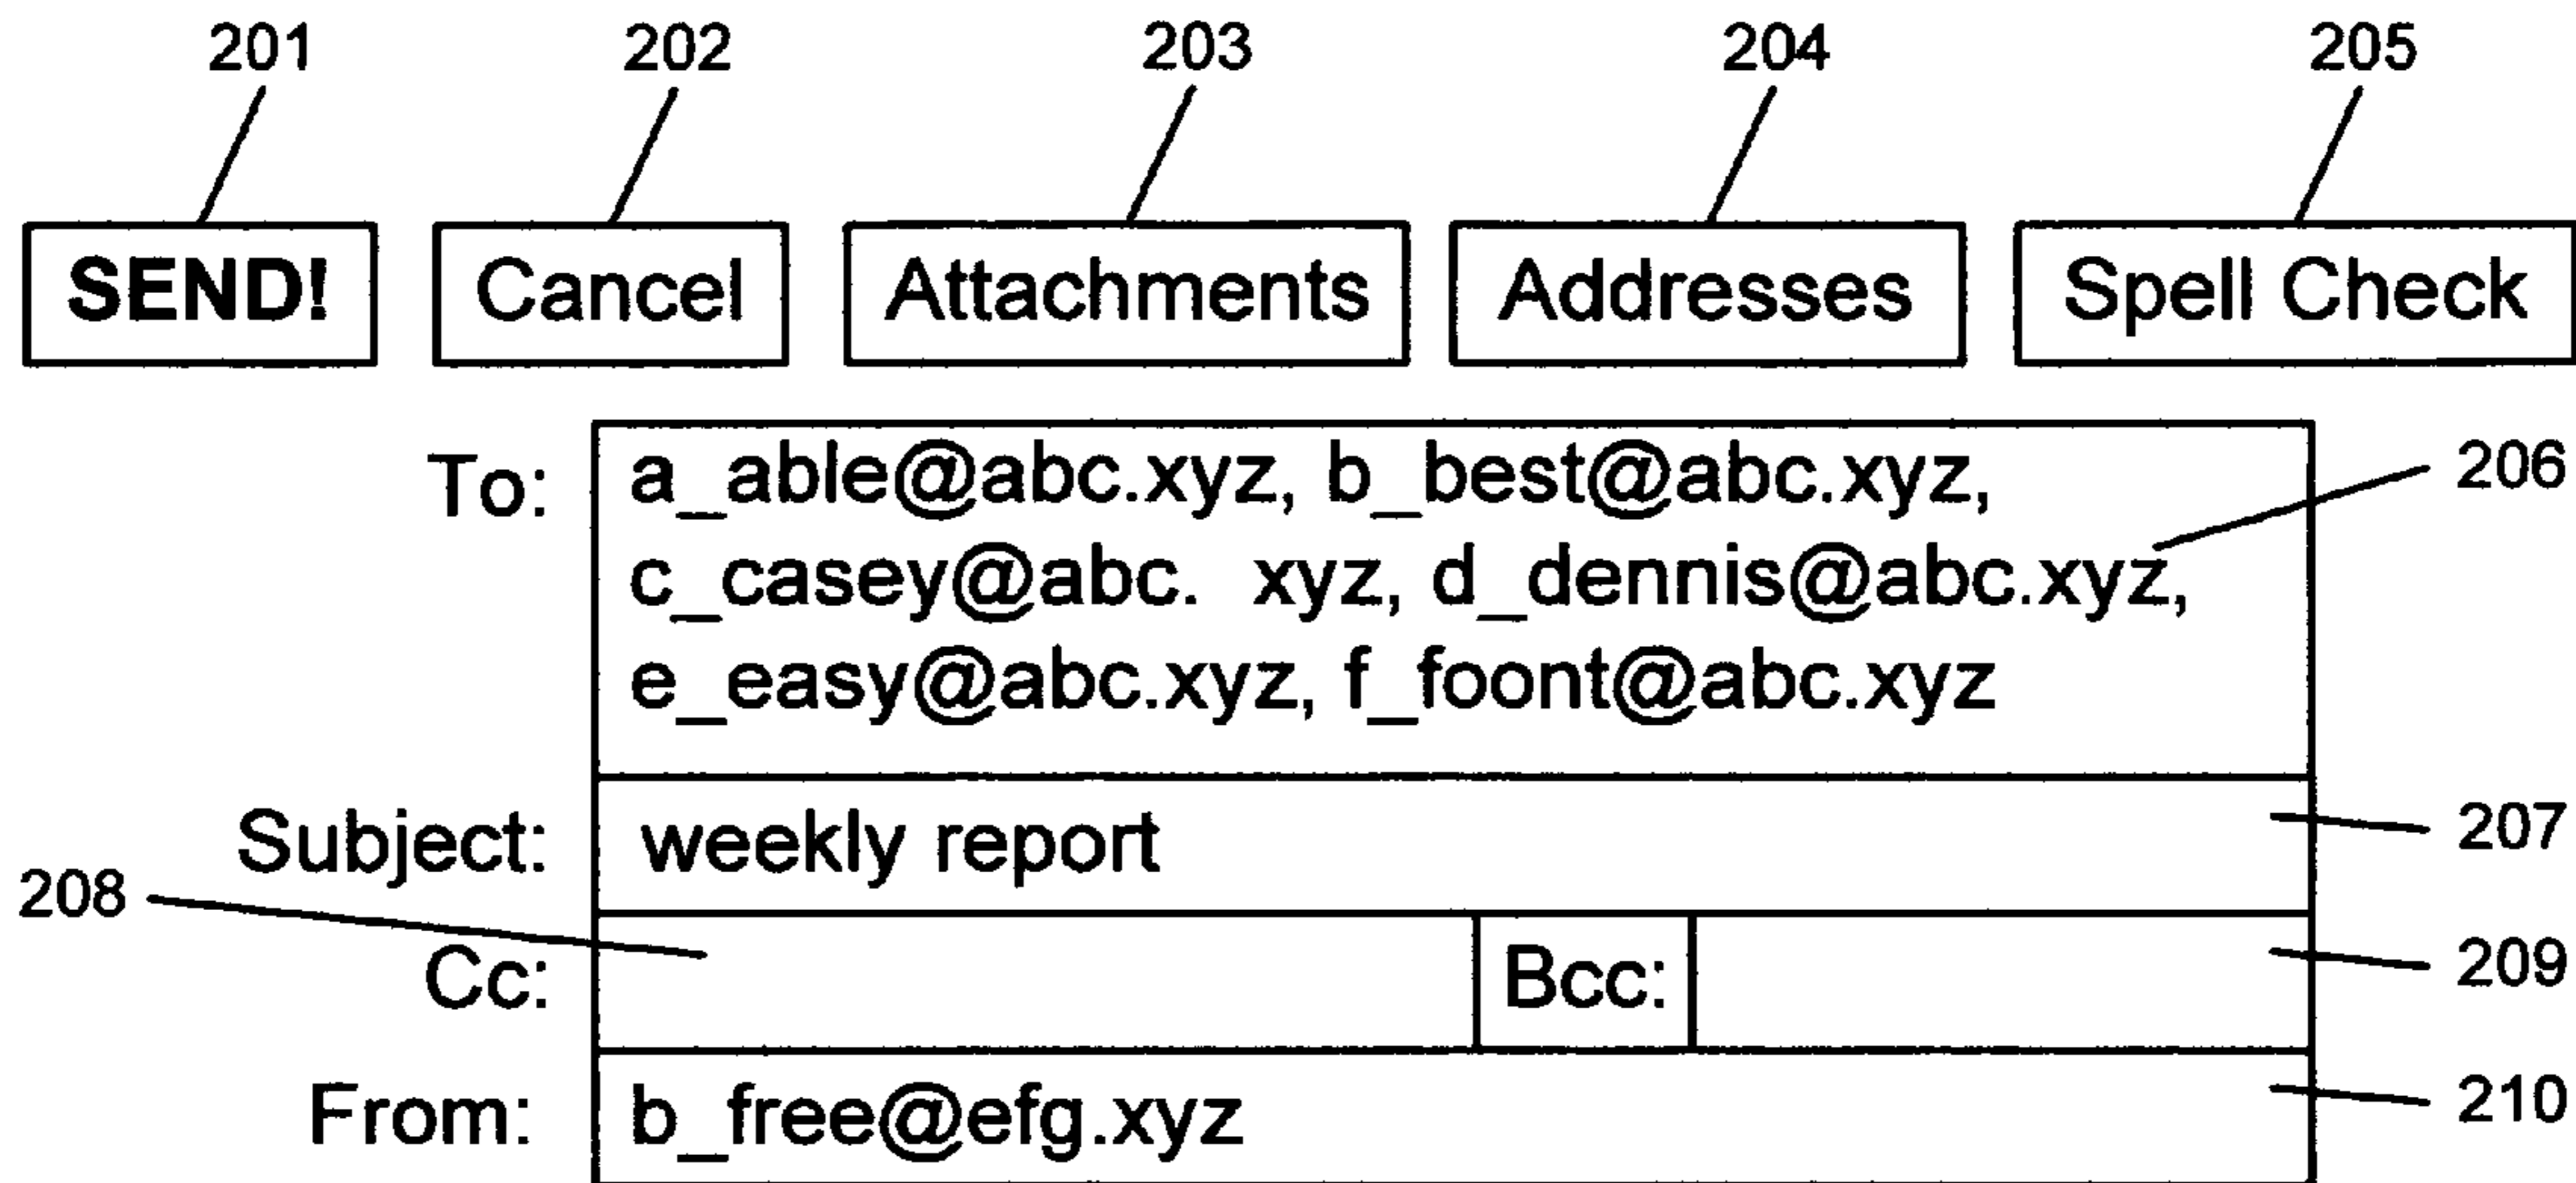 201 202 203 204 205
SEND! Cancel Attachments Addresses Spell Check
To: a_able@abc.xyz, b_best@abc.xyz, 206
c_casey@abc.  xyz, d_dennis@abc.xyz,
e_easy@abc.xyz, f_foont@abc.xyz
Subject: weekly report 207
208
Cc: Bcc: 209
From: b_free@efg.xyz 210